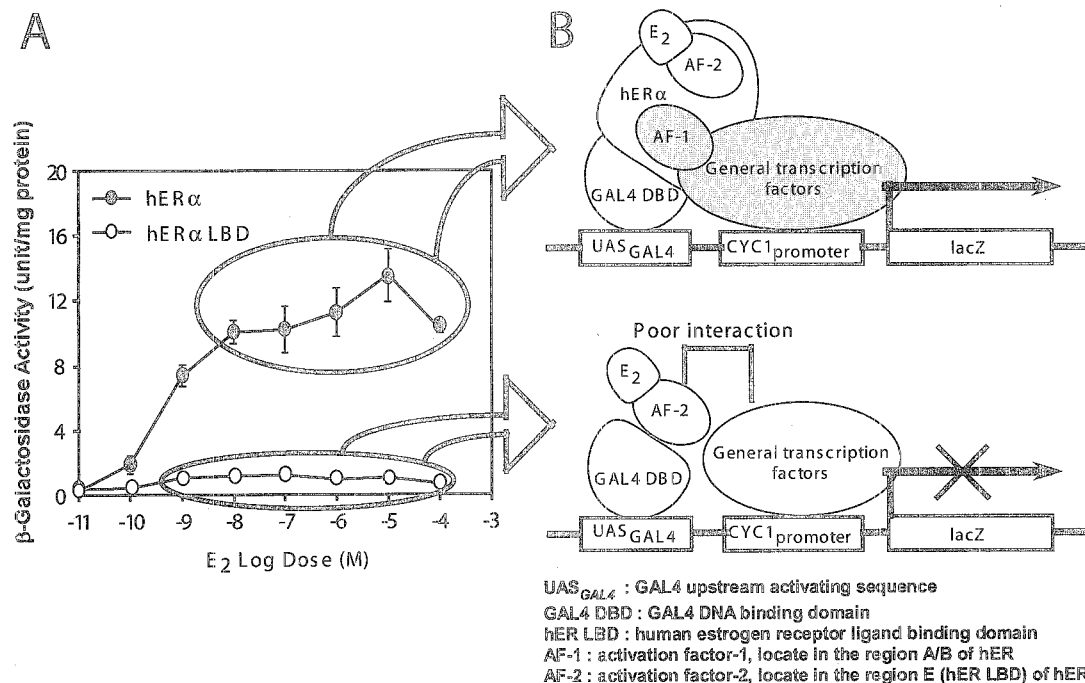 A
β-Galactosidase Activity (unit/mg protein)
20
16
12
8
4
0
hERα
hERα LBD
-11 -10 -9 -8 -7 -6 -5 -4 -3
E2 Log Dose (M)
B
E2
AF-2
hERα
AF-1
General transcription
factors
GAL4 DBD
UASGAL4
CYC1promoter
lacZ
Poor interaction
E2
AF-2
General transcription
factors
GAL4 DBD
UASGAL4
CYC1promoter
lacZ
UASGAL4 : GAL4 upstream activating sequence
GAL4 DBD : GAL4 DNA binding domain
hER LBD : human estrogen receptor ligand binding domain
AF-1 : activation factor-1, locate in the region A/B of hER
AF-2 : activation factor-2, locate in the region E (hER LBD) of hER